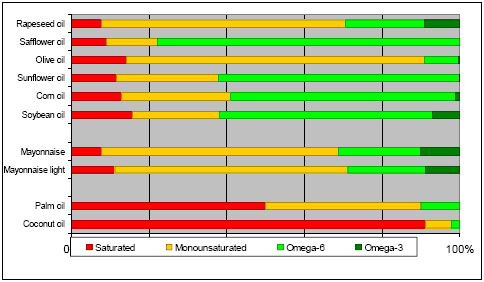 Rapeseed oil
Safflower oil
Olive oil
Sunflower oil
Corn oil
Soybean oil
Mayonnaise
Mayonnaise light
Palm oil
Coconut oil
0 100%
Saturated Monounsaturated Omega-6 Omega-3